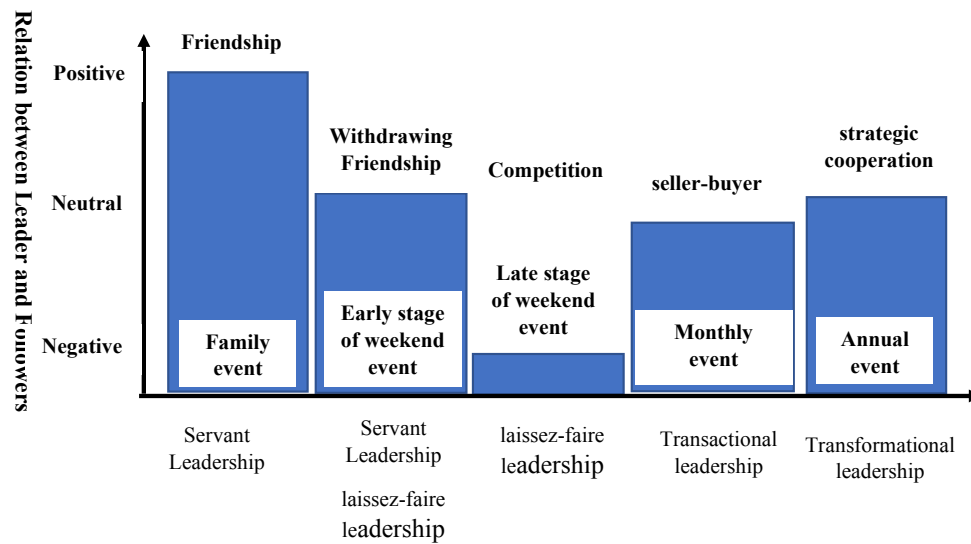 Relation between Leader and Fonowers
Positive
Neutral
Negative
Friendship
Withdrawing
Friendship
Competition
seller-buyer
strategic
cooperation
Family
event
Early stage
of weekend
event
Late stage
of weekend
event
Monthly
event
Annual
event
Servant
Leadership
Servant
Leadership
laissez-faire
leadership
laissez-faire
leadership
Transactional
leadership
Transformational
leadership